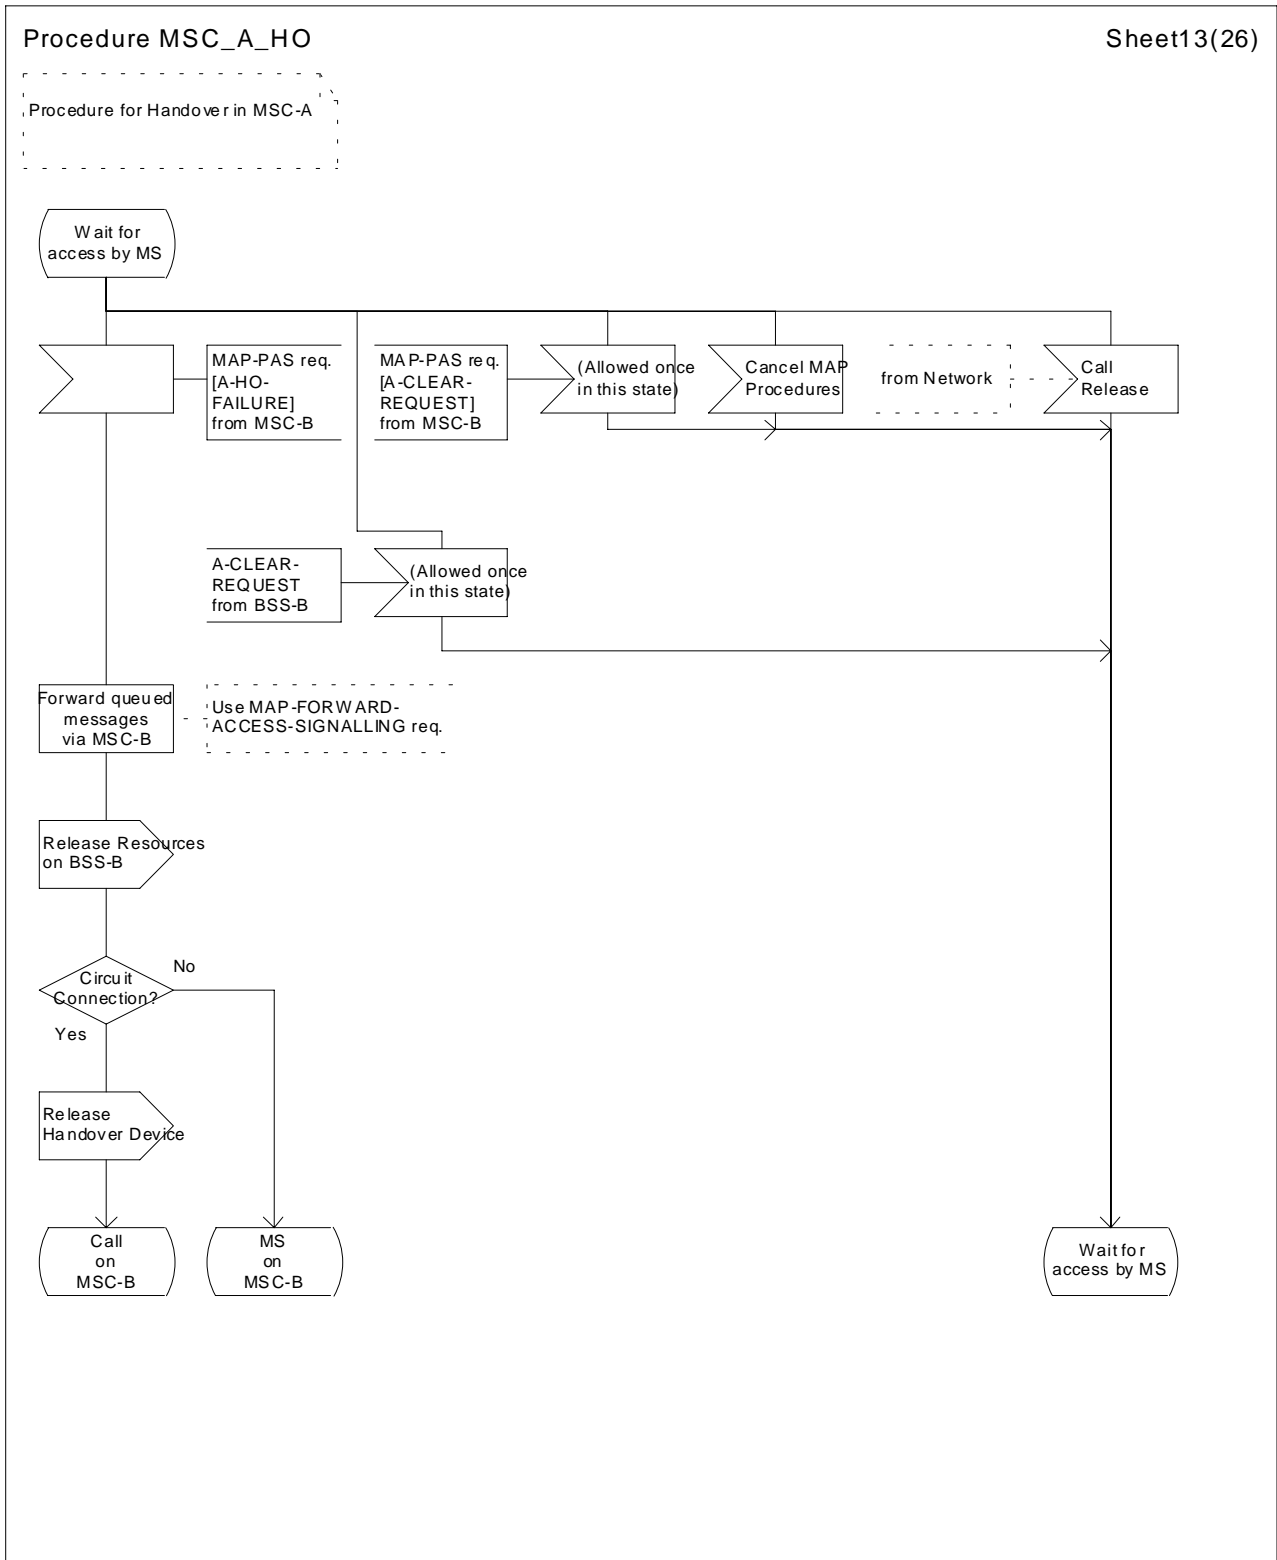 Procedure MSC_A_HO
Sheet13(26)
Procedure for Handover in MSC-A
Wait for
access by MS
MAP-PAS req.
[A-HO-
FAILURE]
from MSC-B
MAP-PAS req.
[A-CLEAR-
REQUEST]
from MSC-B
(Allowed once
in this state)
Cancel MAP
Procedures
from Network
Call
Release
A-CLEAR-
REQUEST
from BSS-B
(Allowed once
in this state)
Forward queued
messages
via MSC-B
Use MAP-FORWARD-
ACCESS-SIGNALLING req.
Release Resources
on BSS-B
Circuit
Connection?
No
Yes
Release
Handover Device
Call
on
MSC-B
MS
on
MSC-B
Wait for
access by MS